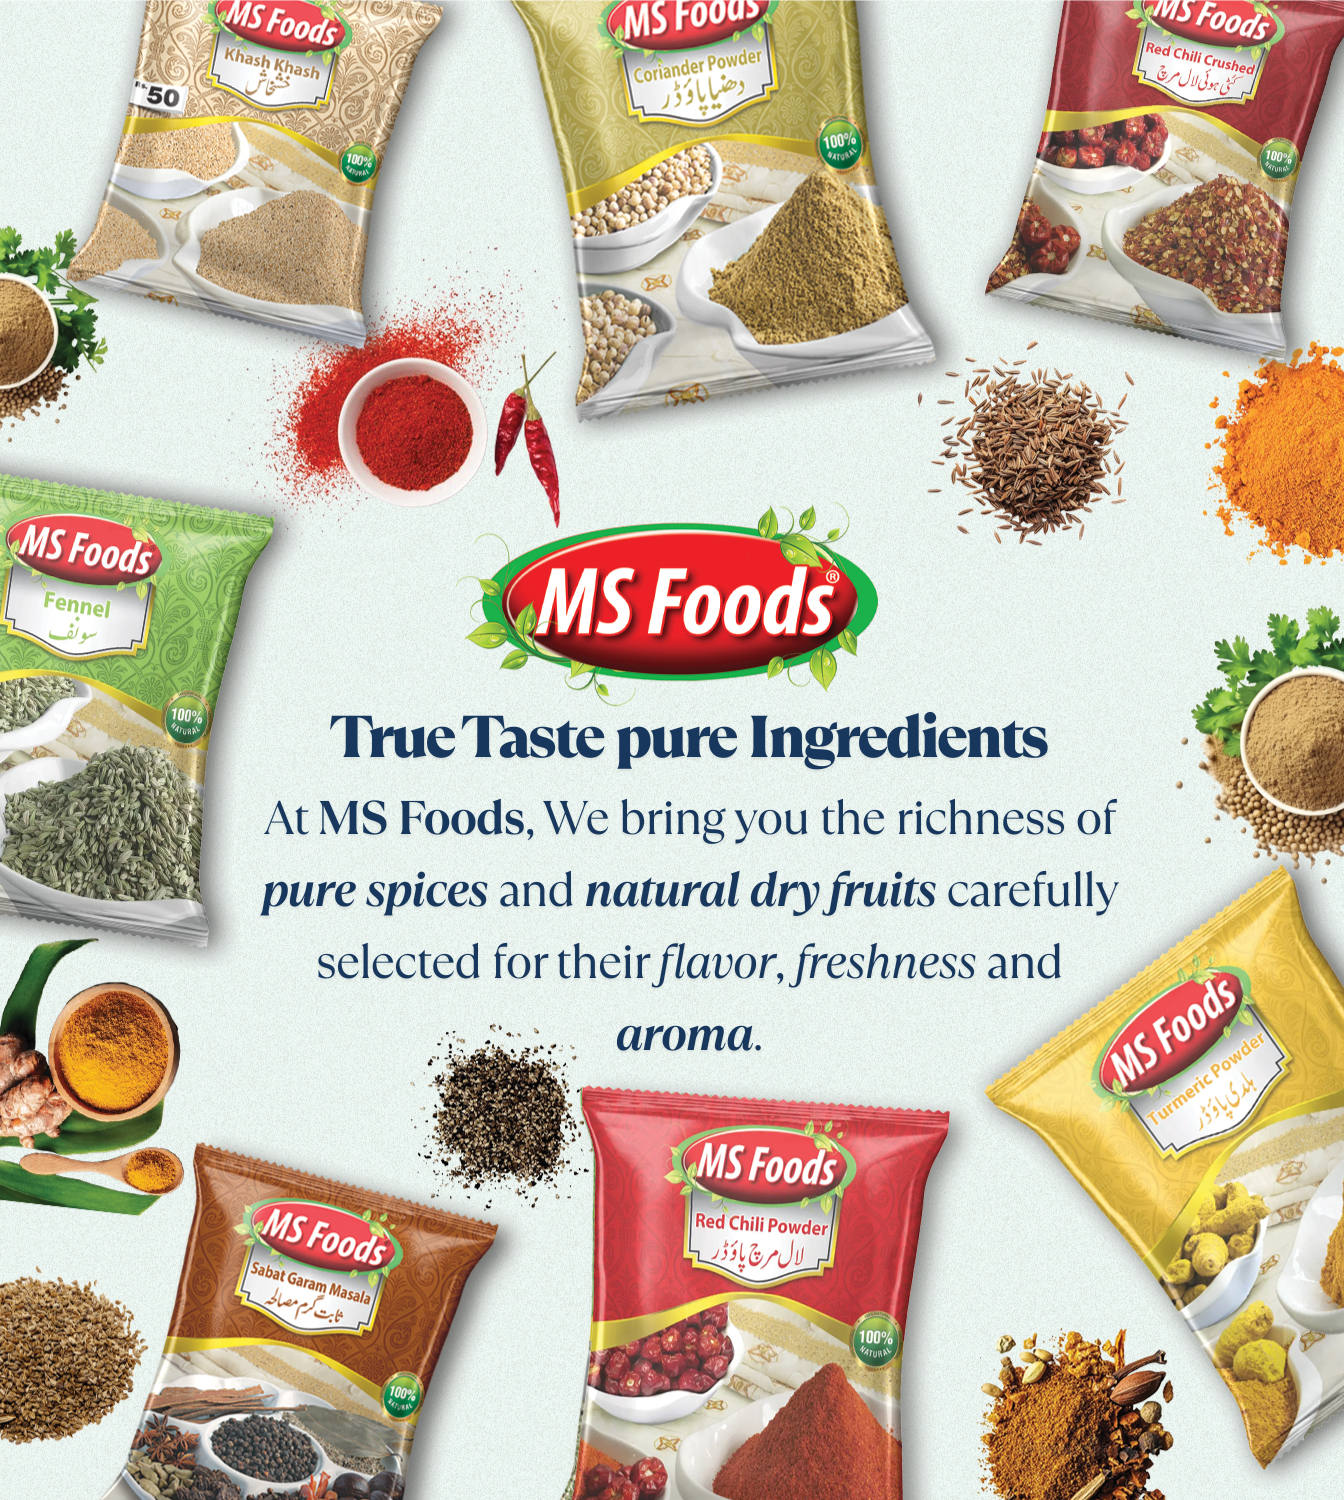 MS Foods
Khash Khash
خشخاش
50
100%
NATURAL
MS Foods
Coriander Powder
دھنیا پاؤڈر
100%
NATURAL
MS Foods
Red Chili Crushed
کٹی ہوئی لال مرچ
100%
NATURAL
MS Foods
Fennel
سونف
100%
NATURAL
MS Foods®
True Taste pure Ingredients
At MS Foods, We bring you the richness of
pure spices and natural dry fruits carefully
selected for their flavor, freshness and
aroma.
MS Foods
Turmeric Powder
ہلدی پاؤڈر
MS Foods
Red Chili Powder
لال مرچ پاؤڈر
100%
NATURAL
MS Foods
Sabat Garam Masala
ثابت گرم مصالحہ
100%
NATURAL